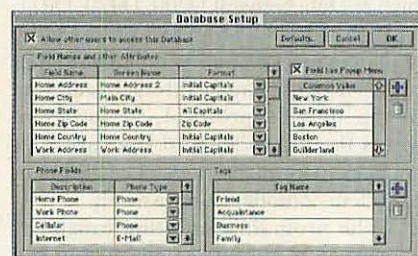 Database Setup
Allow other users to access this Database
Defaults... Cancel OK
Field Names and Other Attributes
Field Name Screen Name Format
Home Address Home Address 2 Initial Capitals
Home City Main City Initial Capitals
Home State Home State All Capitals
Home Zip Code Home Zip Code Zip Code
Home Country Home Country Initial Capitals
Work Address Work Address Initial Capitals
Field has Popup Menu
Common Value
New York
San Francisco
Los Angeles
Boston
Guilderland
Phone Fields
Description Phone Type
Home Phone Phone
Work Phone Phone
Cellular Phone
Internet E-Mail
Tags
Tag Name
Friend
Acquaintance
Business
Family